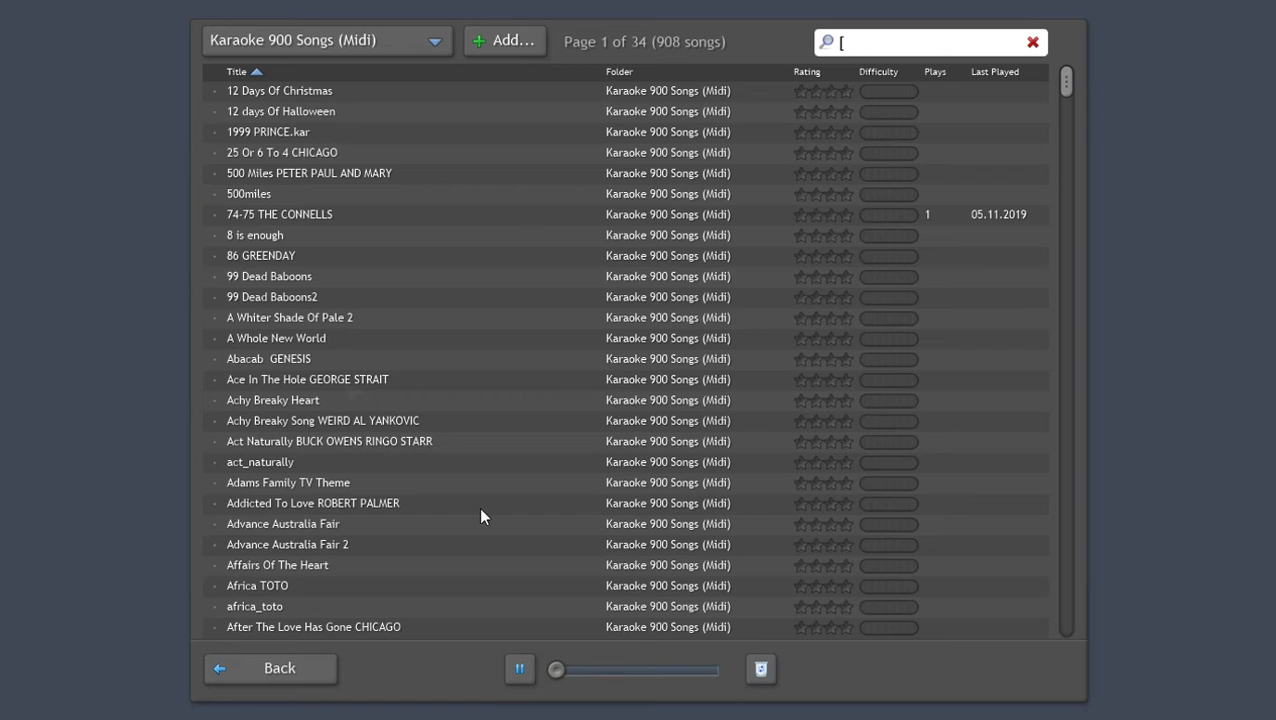 Karaoke 900 Songs (Midi) Add... Page 1 of 34 (908 songs) [
Title Folder Rating Difficulty Plays Last Played
12 Days Of Christmas Karaoke 900 Songs (Midi)
12 days Of Halloween Karaoke 900 Songs (Midi)
1999 PRINCE.kar Karaoke 900 Songs (Midi)
25 Or 6 To 4 CHICAGO Karaoke 900 Songs (Midi)
500 Miles PETER PAUL AND MARY Karaoke 900 Songs (Midi)
500miles Karaoke 900 Songs (Midi)
74-75 THE CONNELLS Karaoke 900 Songs (Midi) 1 05.11.2019
8 is enough Karaoke 900 Songs (Midi)
86 GREENDAY Karaoke 900 Songs (Midi)
99 Dead Baboons Karaoke 900 Songs (Midi)
99 Dead Baboons2 Karaoke 900 Songs (Midi)
A Whiter Shade Of Pale 2 Karaoke 900 Songs (Midi)
A Whole New World Karaoke 900 Songs (Midi)
Abacab  GENESIS Karaoke 900 Songs (Midi)
Ace In The Hole GEORGE STRAIT Karaoke 900 Songs (Midi)
Achy Breaky Heart Karaoke 900 Songs (Midi)
Achy Breaky Song WEIRD AL YANKOVIC Karaoke 900 Songs (Midi)
Act Naturally BUCK OWENS RINGO STARR Karaoke 900 Songs (Midi)
act_naturally Karaoke 900 Songs (Midi)
Adams Family TV Theme Karaoke 900 Songs (Midi)
Addicted To Love ROBERT PALMER Karaoke 900 Songs (Midi)
Advance Australia Fair Karaoke 900 Songs (Midi)
Advance Australia Fair 2 Karaoke 900 Songs (Midi)
Affairs Of The Heart Karaoke 900 Songs (Midi)
Africa TOTO Karaoke 900 Songs (Midi)
africa_toto Karaoke 900 Songs (Midi)
After The Love Has Gone CHICAGO Karaoke 900 Songs (Midi)
Back